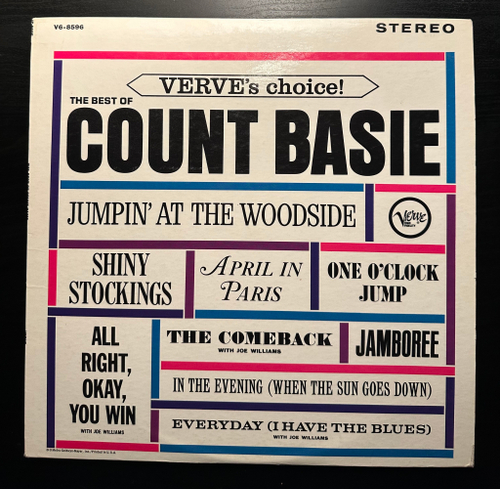 V6-8596
STEREO
VERVE's choice!
THE BEST OF
COUNT BASIE
JUMPIN' AT THE WOODSIDE
Verve
SHINY
STOCKINGS
APRIL IN
PARIS
ONE O'CLOCK
JUMP
ALL
RIGHT,
OKAY,
YOU WIN
WITH JOE WILLIAMS
THE COMEBACK
WITH JOE WILLIAMS
JAMBOREE
IN THE EVENING (WHEN THE SUN GOES DOWN)
EVERYDAY (I HAVE THE BLUES)
WITH JOE WILLIAMS